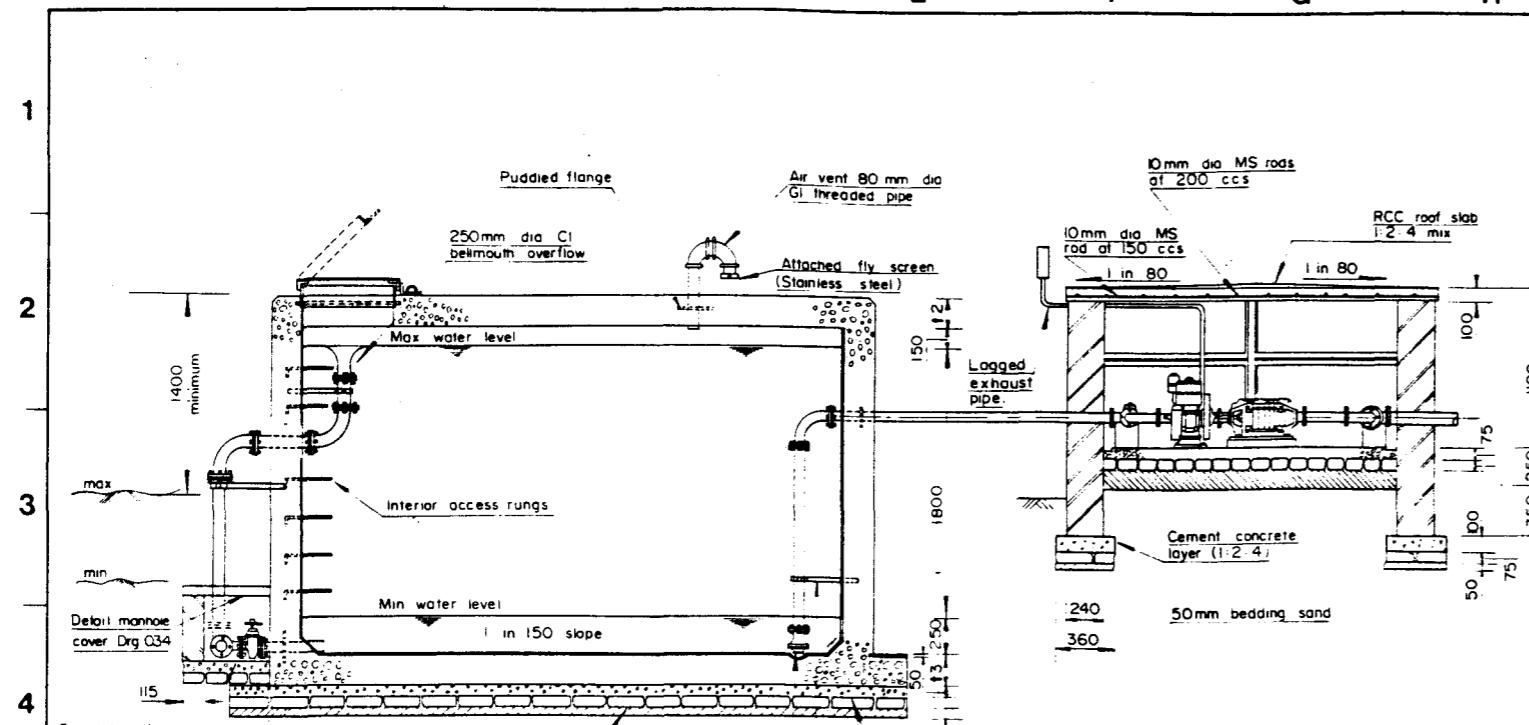 1
2
3
4
Puddled flange
Air vent 80 mm dia
GI threaded pipe
10mm dia MS rods
at 200 ccs
RCC roof slab
1:2:4 mix
250mm dia CI
bellmouth overflow
10mm dia MS
rod at 150 ccs
Attached fly screen
(Stainless steel)
1 in 80
1 in 80
Max water level
1400
minimum
t2
150
100
Lagged
exhaust
pipe.
75
max
Interior access rungs
1800
Cement concrete
layer (1:2:4)
100
50
75
min
Min water level
1 in 150 slope
Detail manhole
cover Drg 034
240
360
50mm bedding sand
250
50
t3
115